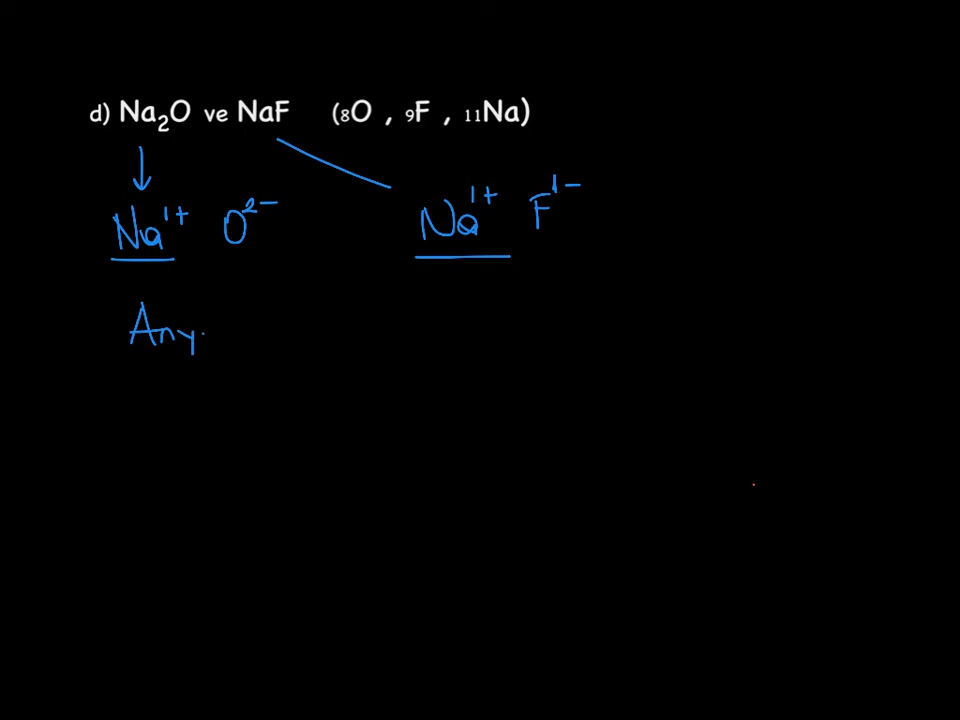 d) Na₂O ve NaF (₈O , ₉F , ₁₁Na)
Na¹⁺ O²⁻ Na¹⁺ F¹⁻
Any.